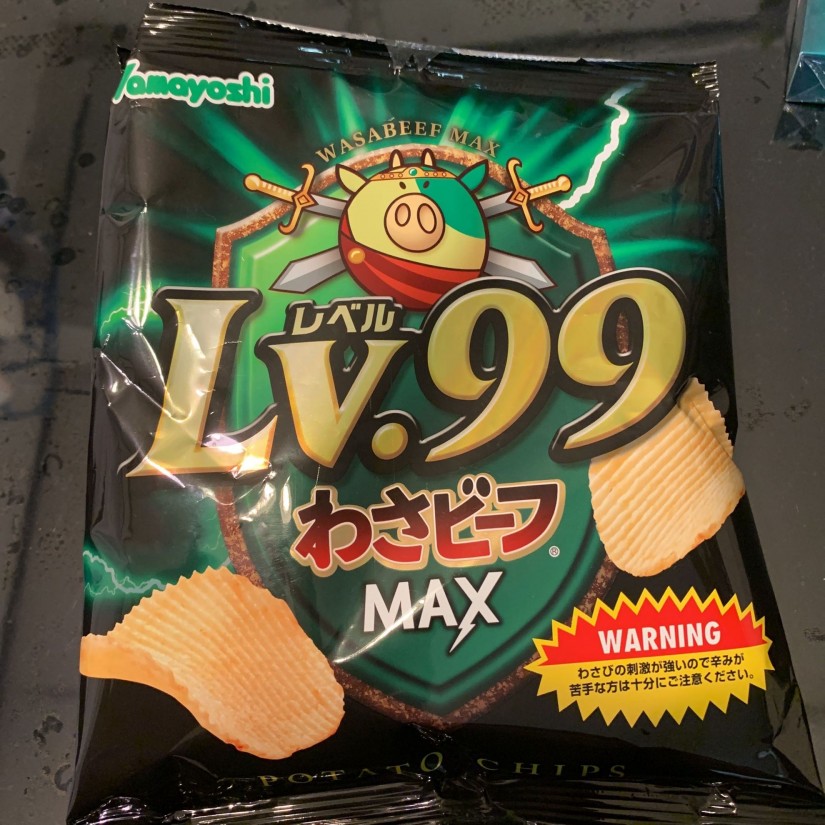 Yamayoshi
WASABEEF MAX
レベル
Lv.99
わさビーフ®
MAX
WARNING
わさびの刺激が強いので辛みが
苦手な方は十分にご注意ください。
POTATO CHIPS